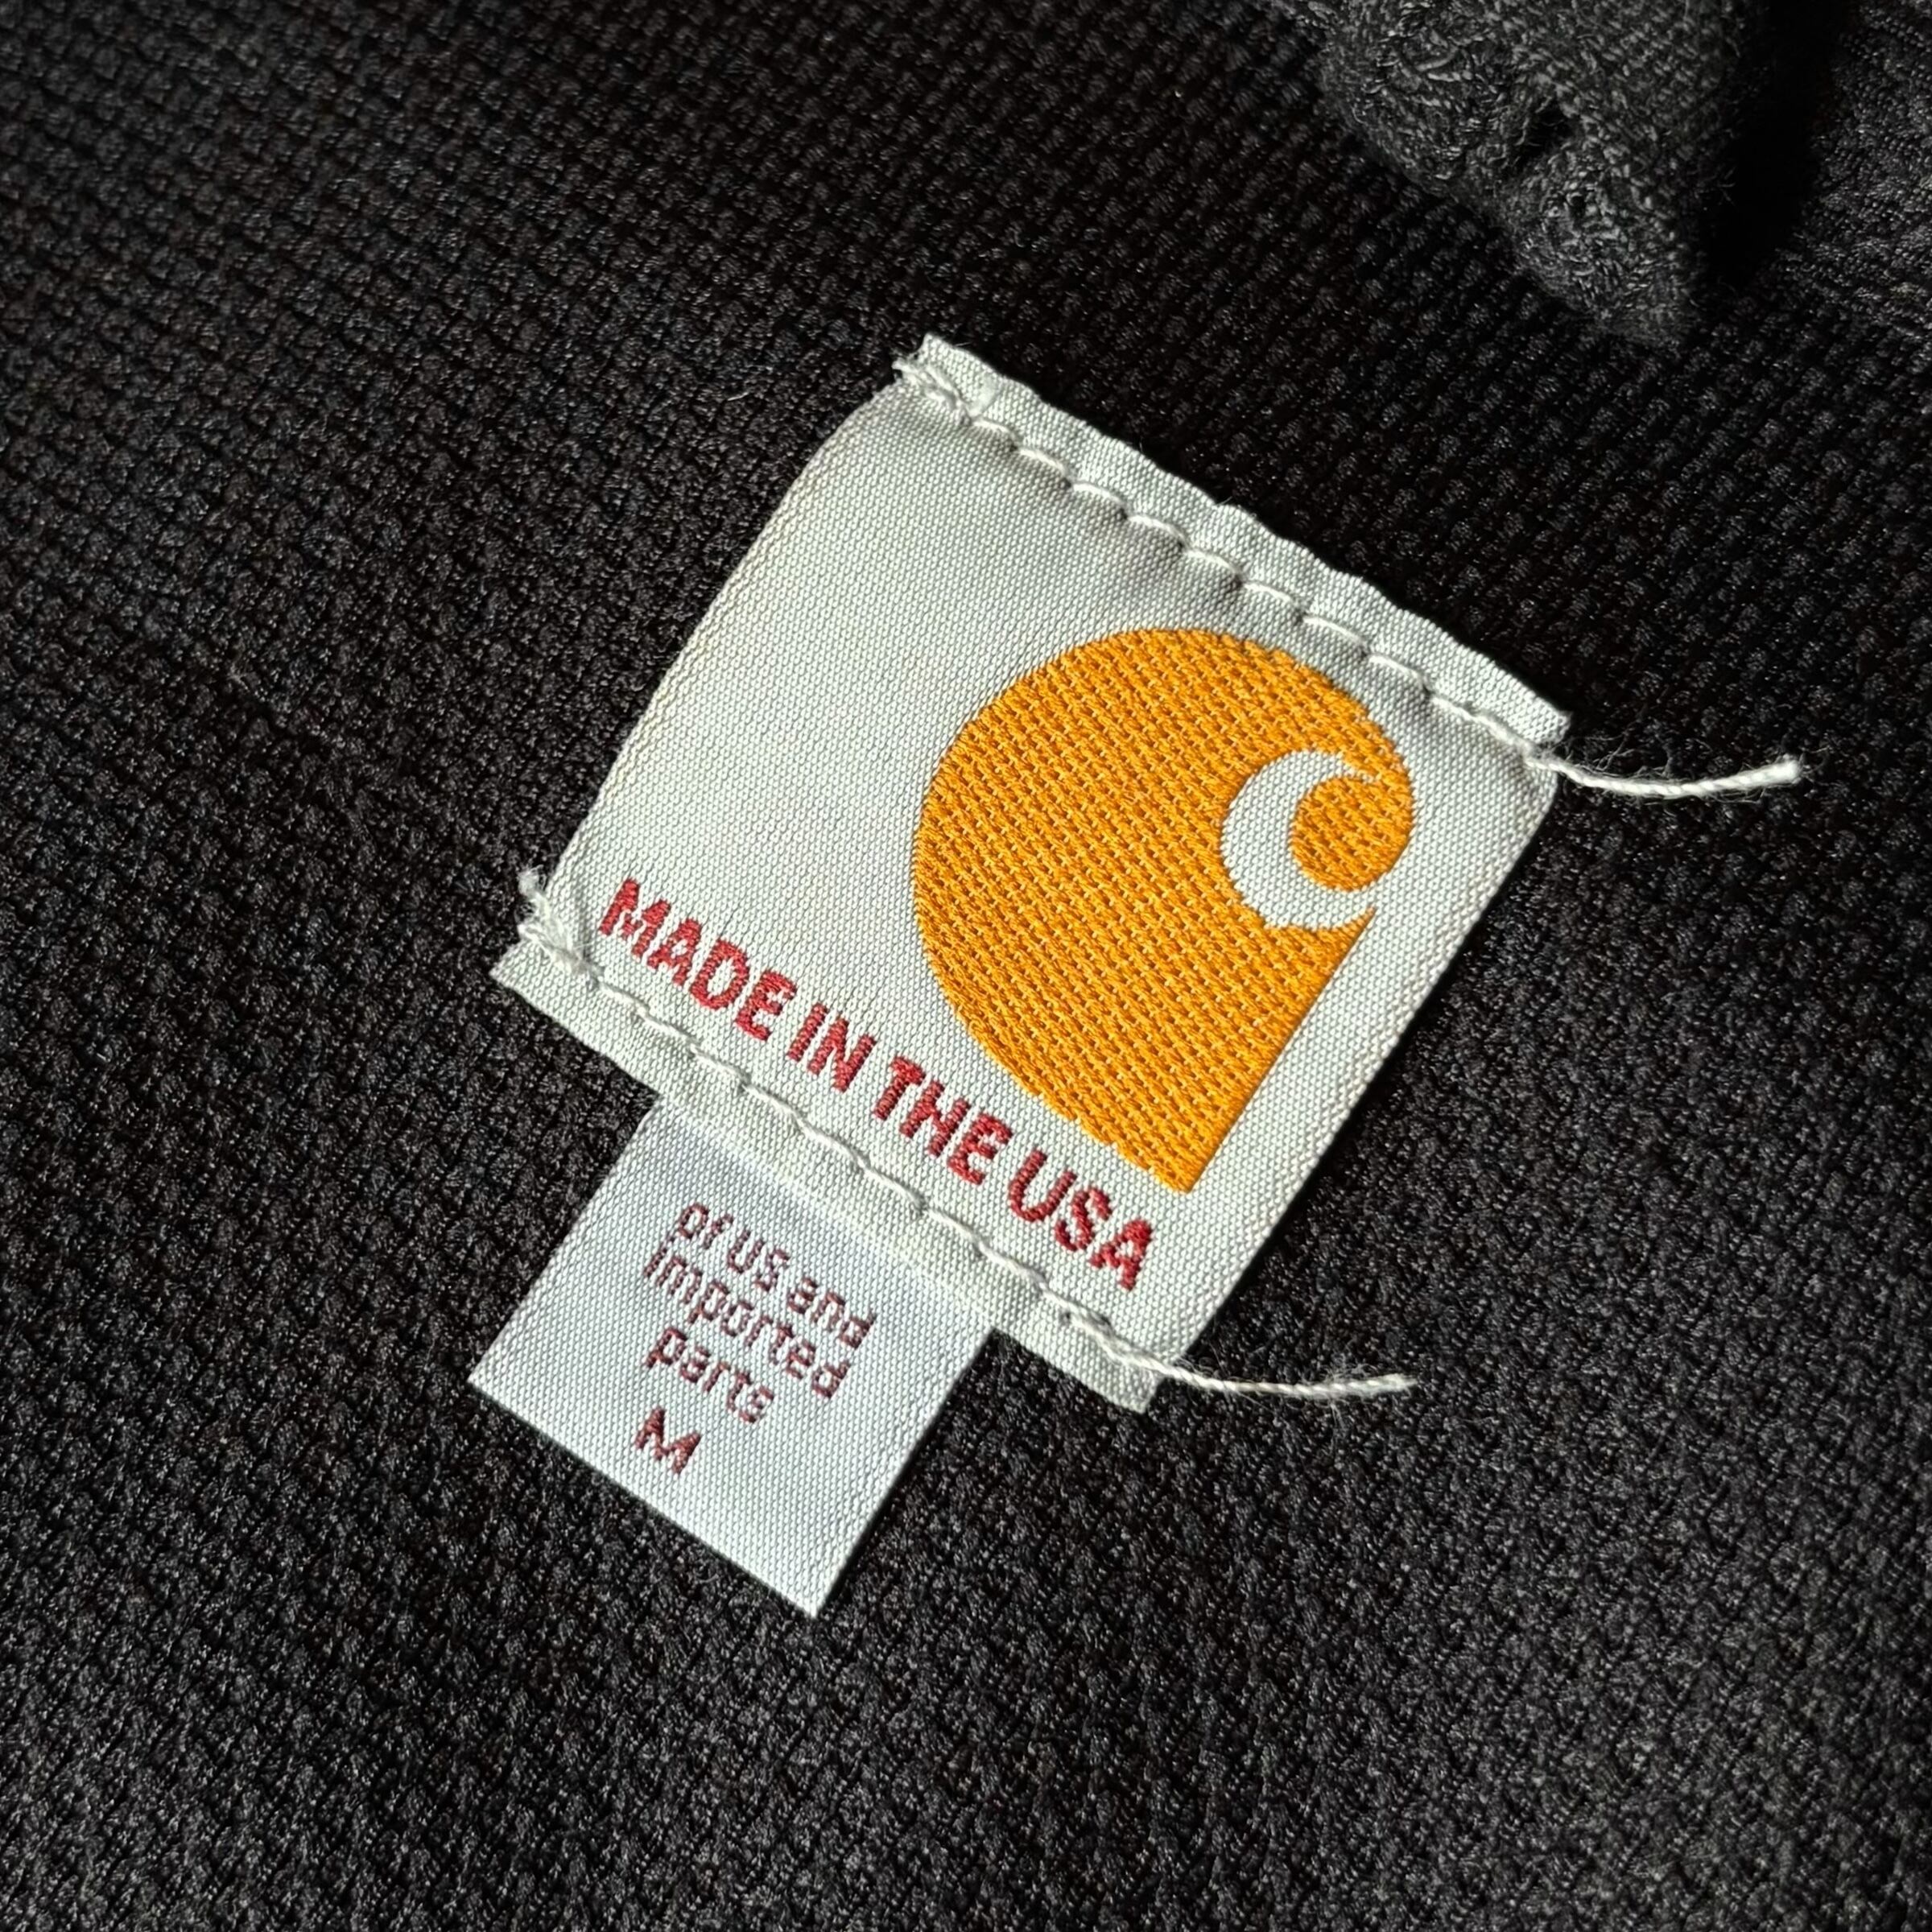 MADE IN THE USA
of US and
imported
parts
M